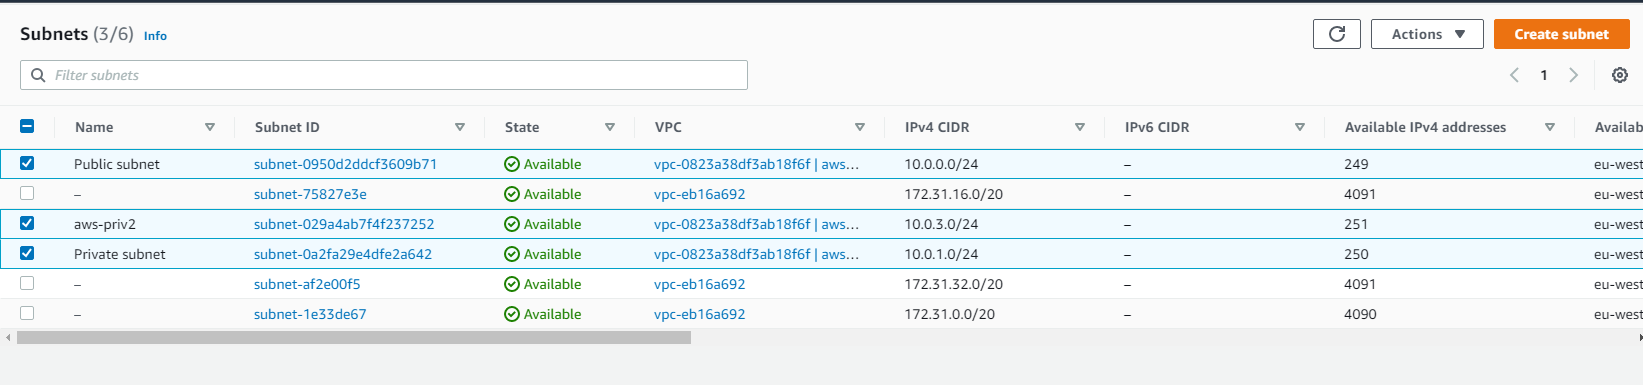 Subnets (3/6) Info
Actions
Create subnet
Filter subnets
1
Name Subnet ID State VPC IPv4 CIDR IPv6 CIDR Available IPv4 addresses Availab
Public subnet subnet-0950d2ddcf3609b71 Available vpc-0823a38df3ab18f6f | aws... 10.0.0.0/24 – 249 eu-west
– subnet-75827e3e Available vpc-eb16a692 172.31.16.0/20 – 4091 eu-west
aws-priv2 subnet-029a4ab7f4f237252 Available vpc-0823a38df3ab18f6f | aws... 10.0.3.0/24 – 251 eu-west
Private subnet subnet-0a2fa29e4dfe2a642 Available vpc-0823a38df3ab18f6f | aws... 10.0.1.0/24 – 250 eu-west
– subnet-af2e00f5 Available vpc-eb16a692 172.31.32.0/20 – 4091 eu-west
– subnet-1e33de67 Available vpc-eb16a692 172.31.0.0/20 – 4090 eu-west